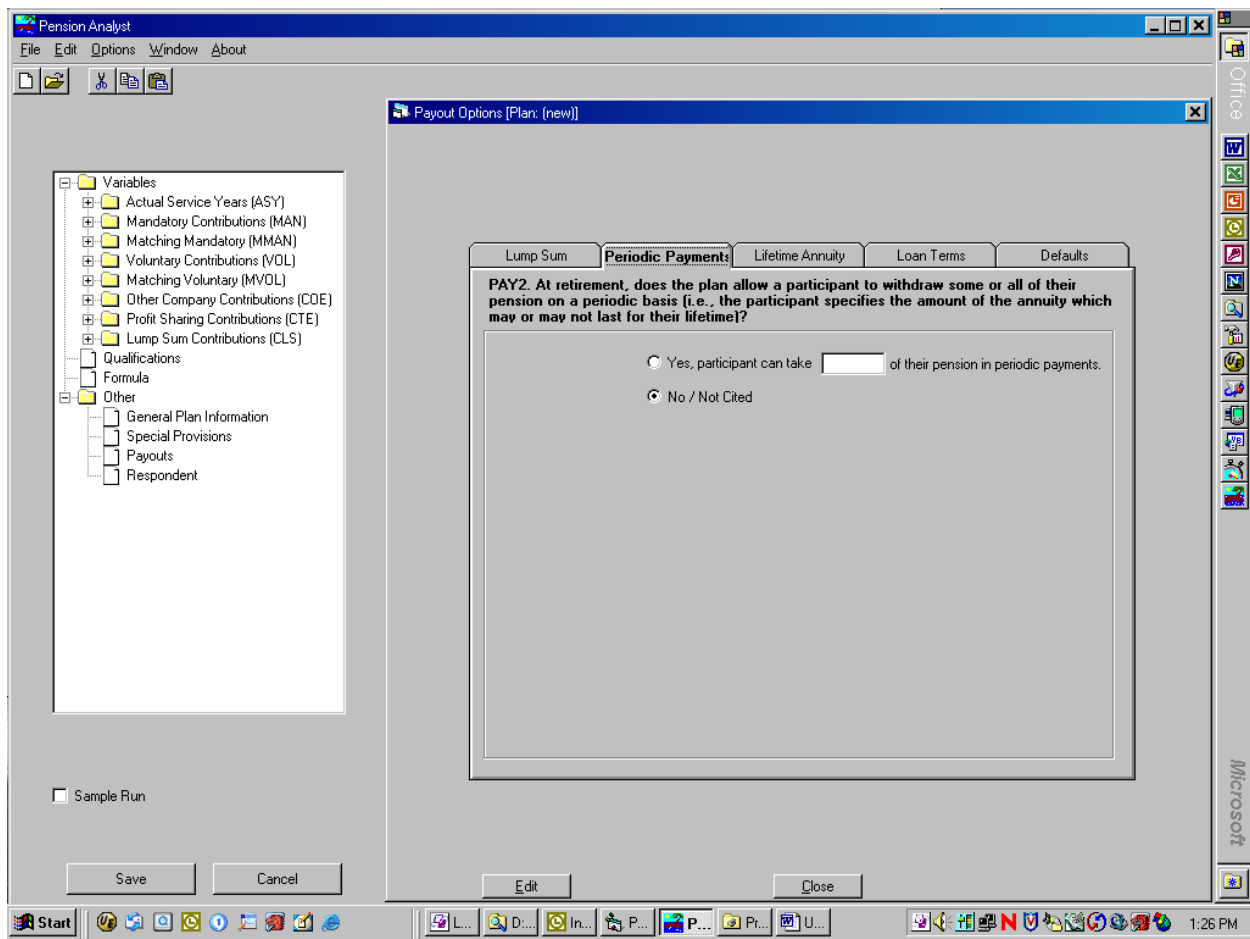 Pension Analyst
File Edit Options Window About
Office
Payout Options [Plan: (new)]
Variables
Actual Service Years (ASY)
Mandatory Contributions (MAN)
Matching Mandatory (MMAN)
Voluntary Contributions (VOL)
Matching Voluntary (MVOL)
Other Company Contributions (COE)
Profit Sharing Contributions (CTE)
Lump Sum Contributions (CLS)
Qualifications
Formula
Other
General Plan Information
Special Provisions
Payouts
Respondent
Lump Sum Periodic Payments Lifetime Annuity Loan Terms Defaults
PAY2. At retirement, does the plan allow a participant to withdraw some or all of their
pension on a periodic basis (i.e., the participant specifies the amount of the annuity which
may or may not last for their lifetime)?
Yes, participant can take of their pension in periodic payments.
No / Not Cited
Sample Run
Save Cancel
Edit Close
Microsoft
Start L... D:... In... P... P... Pr... U... 1:26 PM